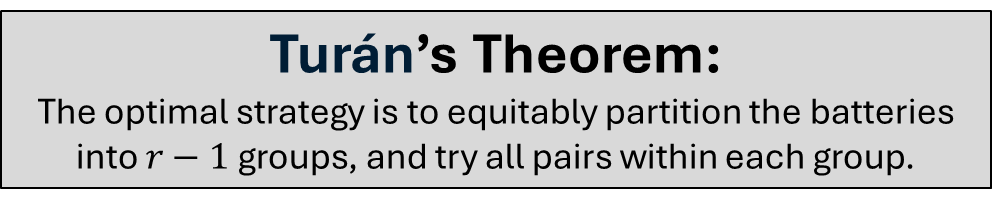 Turán's Theorem:
The optimal strategy is to equitably partition the batteries
into r − 1 groups, and try all pairs within each group.